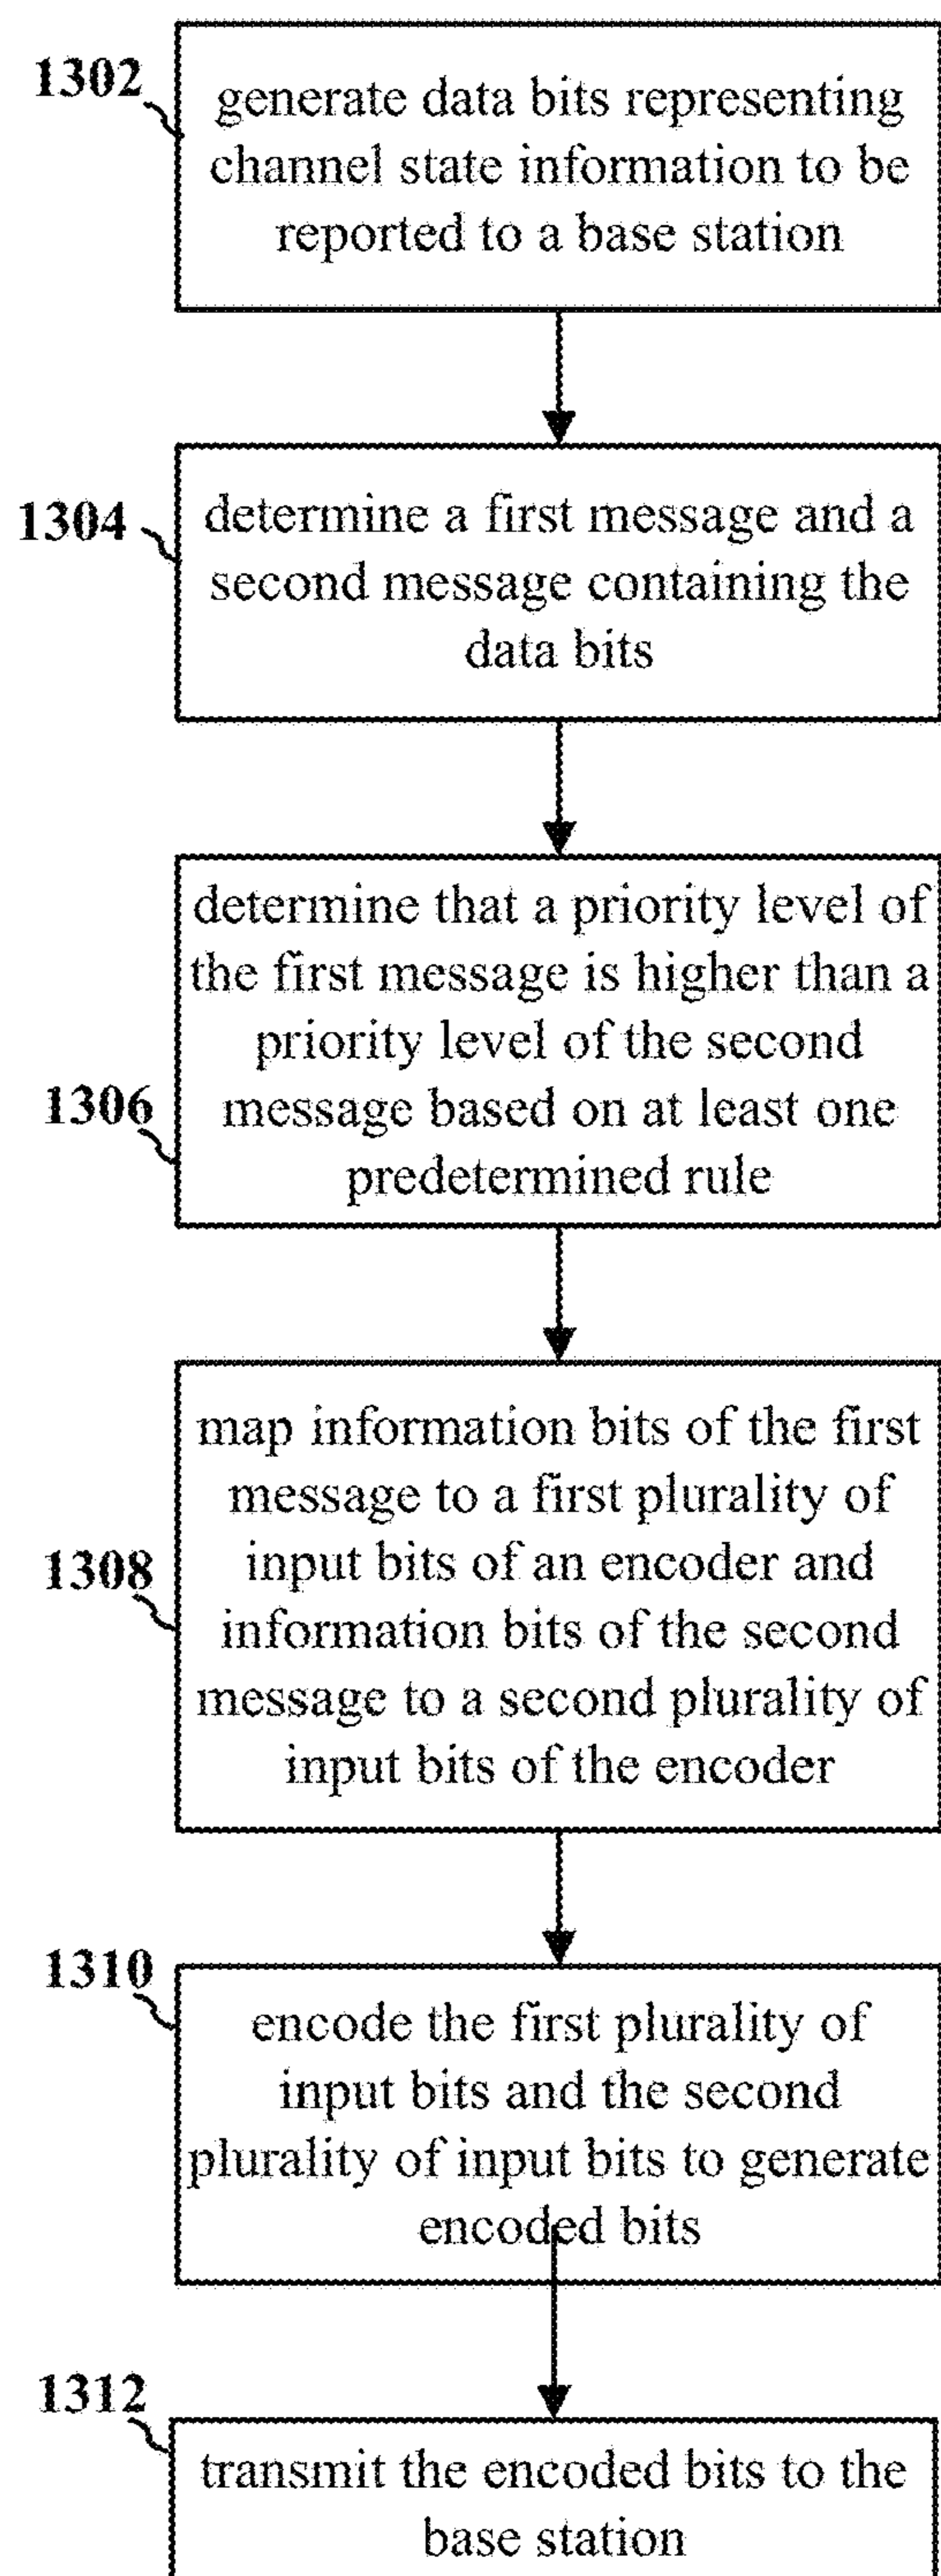 1302
generate data bits representing
channel state information to be
reported to a base station
1304
determine a first message and a
second message containing the
data bits
determine that a priority level of
the first message is higher than a
priority level of the second
1306
message based on at least one
predetermined rule
map information bits of the first
message to a first plurality of
1308
input bits of an encoder and
information bits of the second
message to a second plurality of
input bits of the encoder
1310
encode the first plurality of
input bits and the second
plurality of input bits to generate
encoded bits
1312
transmit the encoded bits to the
base station